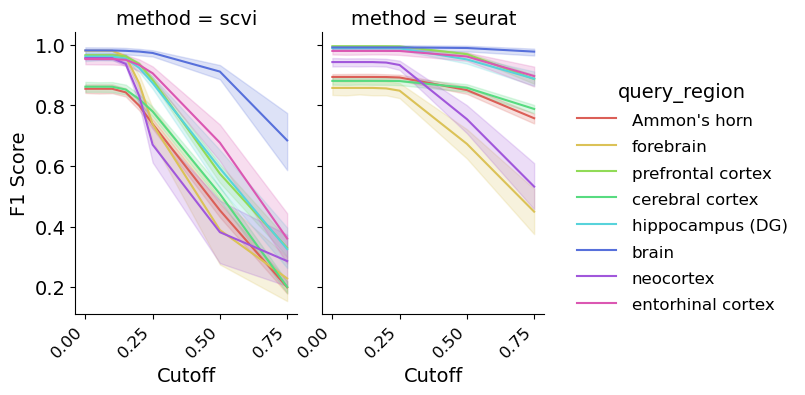 method = scvi
method = seurat
F1 Score
1.0
0.8
0.6
0.4
0.2
0.00
0.25
0.50
0.75
Cutoff
0.00
0.25
0.50
0.75
Cutoff
query_region
Ammon's horn
forebrain
prefrontal cortex
cerebral cortex
hippocampus (DG)
brain
neocortex
entorhinal cortex